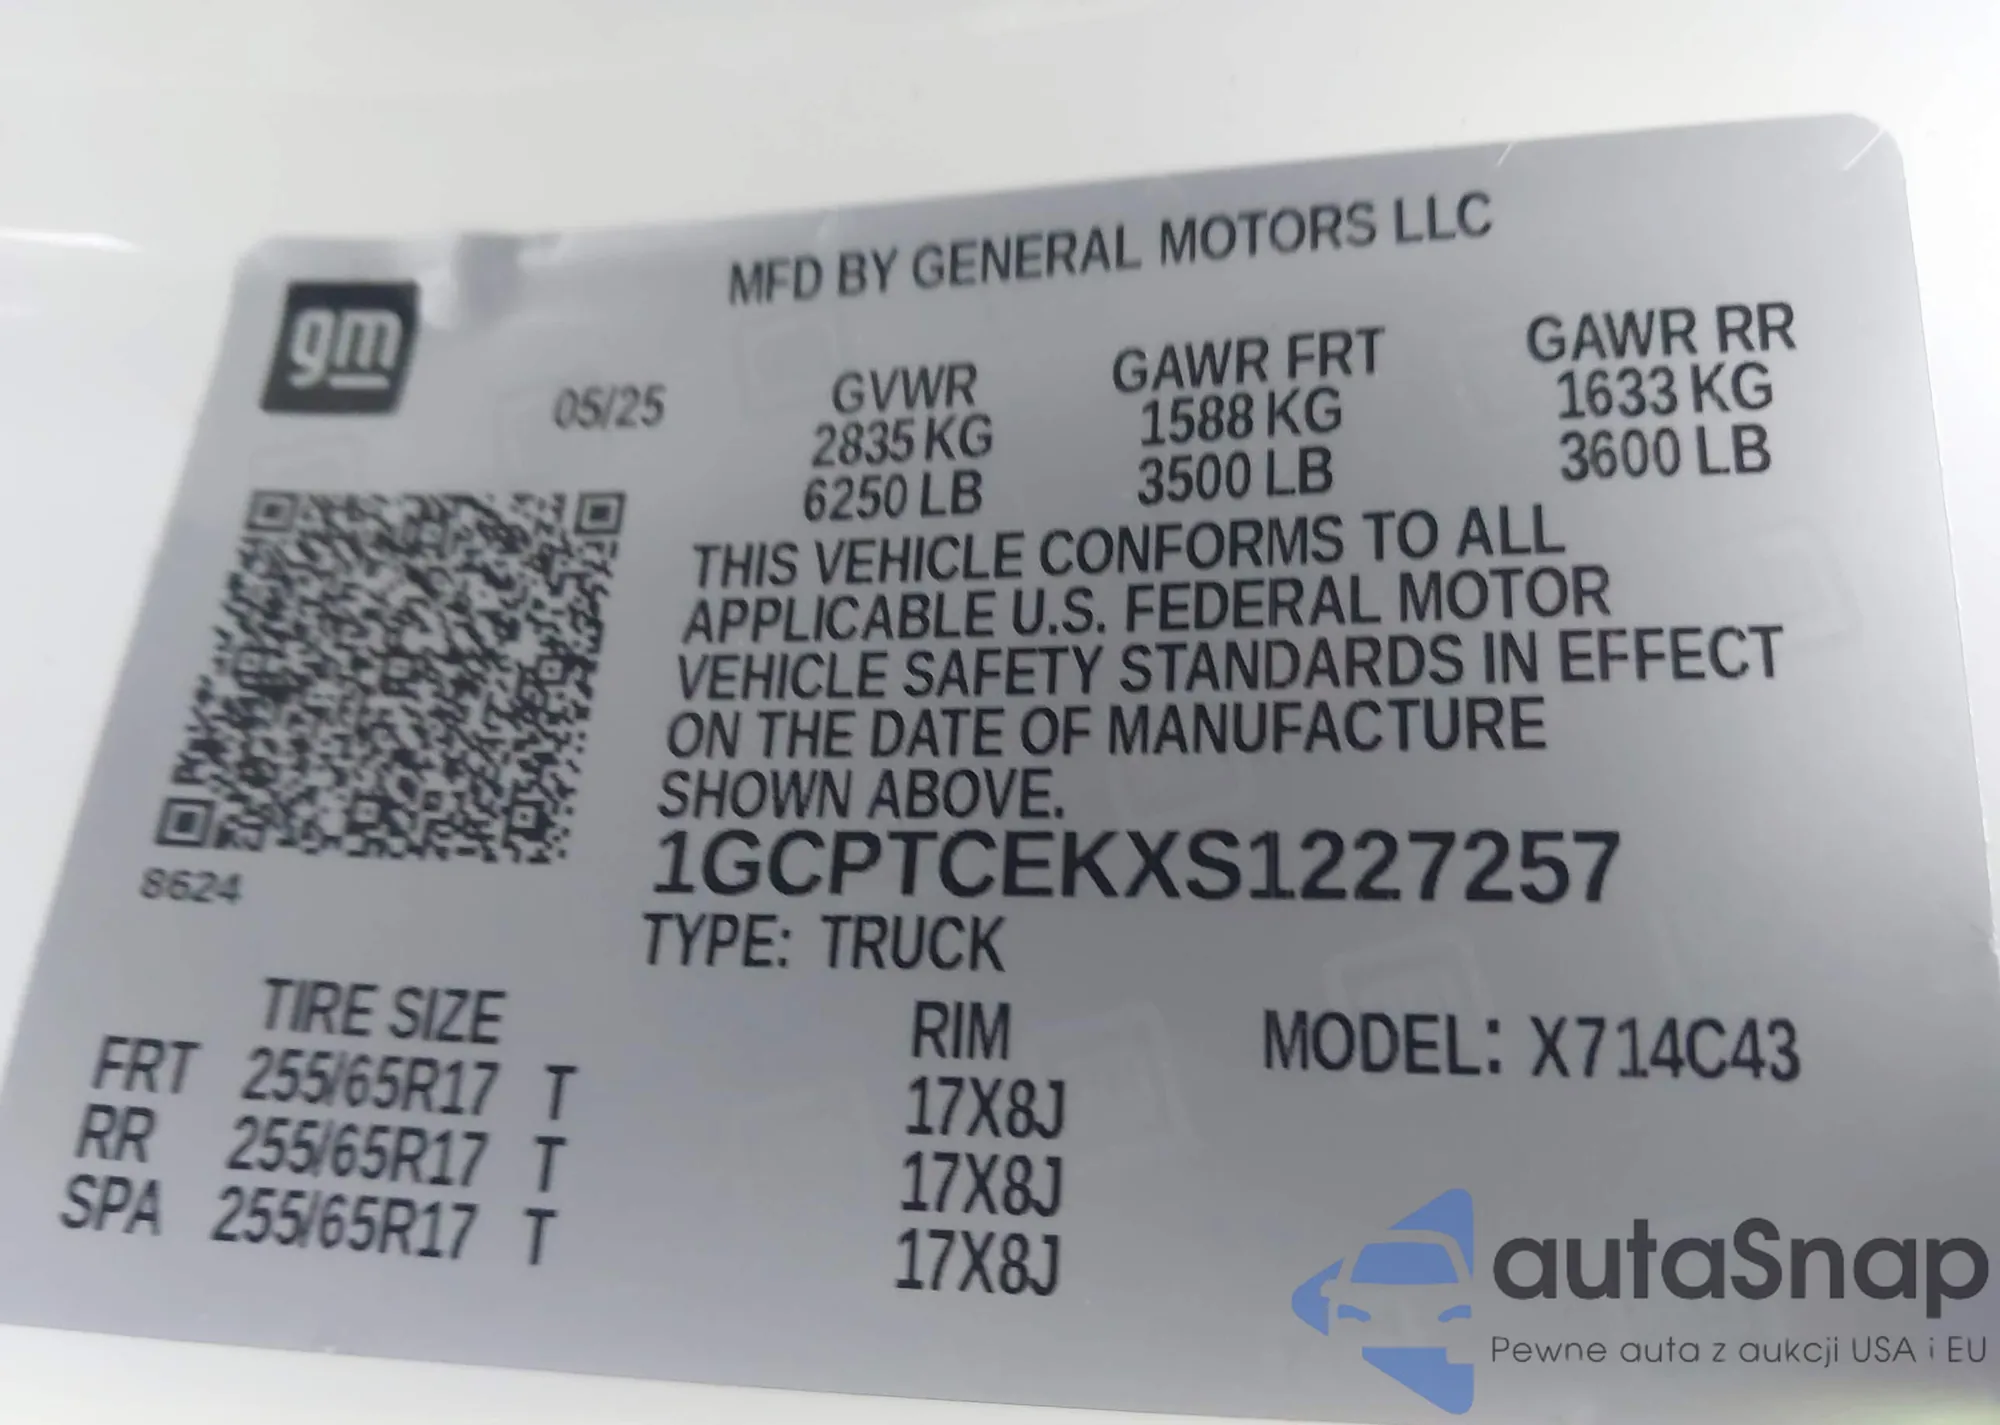 gm
MFD BY GENERAL MOTORS LLC
05/25
GVWR GAWR FRT GAWR RR
2835 KG 1588 KG 1633 KG
6250 LB 3500 LB 3600 LB
THIS VEHICLE CONFORMS TO ALL
APPLICABLE U.S. FEDERAL MOTOR
VEHICLE SAFETY STANDARDS IN EFFECT
ON THE DATE OF MANUFACTURE
SHOWN ABOVE.
1GCPTCEKXS1227257
8624
TYPE: TRUCK
TIRE SIZE RIM MODEL: X714C43
FRT 255/65R17 T 17X8J
RR 255/65R17 T 17X8J
SPA 255/65R17 T 17X8J
autaSnap
Pewne auta z aukcji USA i EU